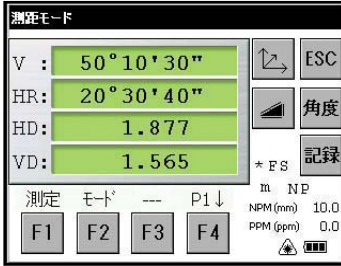 測距モード
V : 50°10'30"
ESC
HR: 20°30'40"
角度
HD: 1.877
VD: 1.565
記録
* FS
m NP
測定 モード --- P1↓
NPM (mm) 10.0
F1 F2 F3 F4
PPM (ppm) 0.0